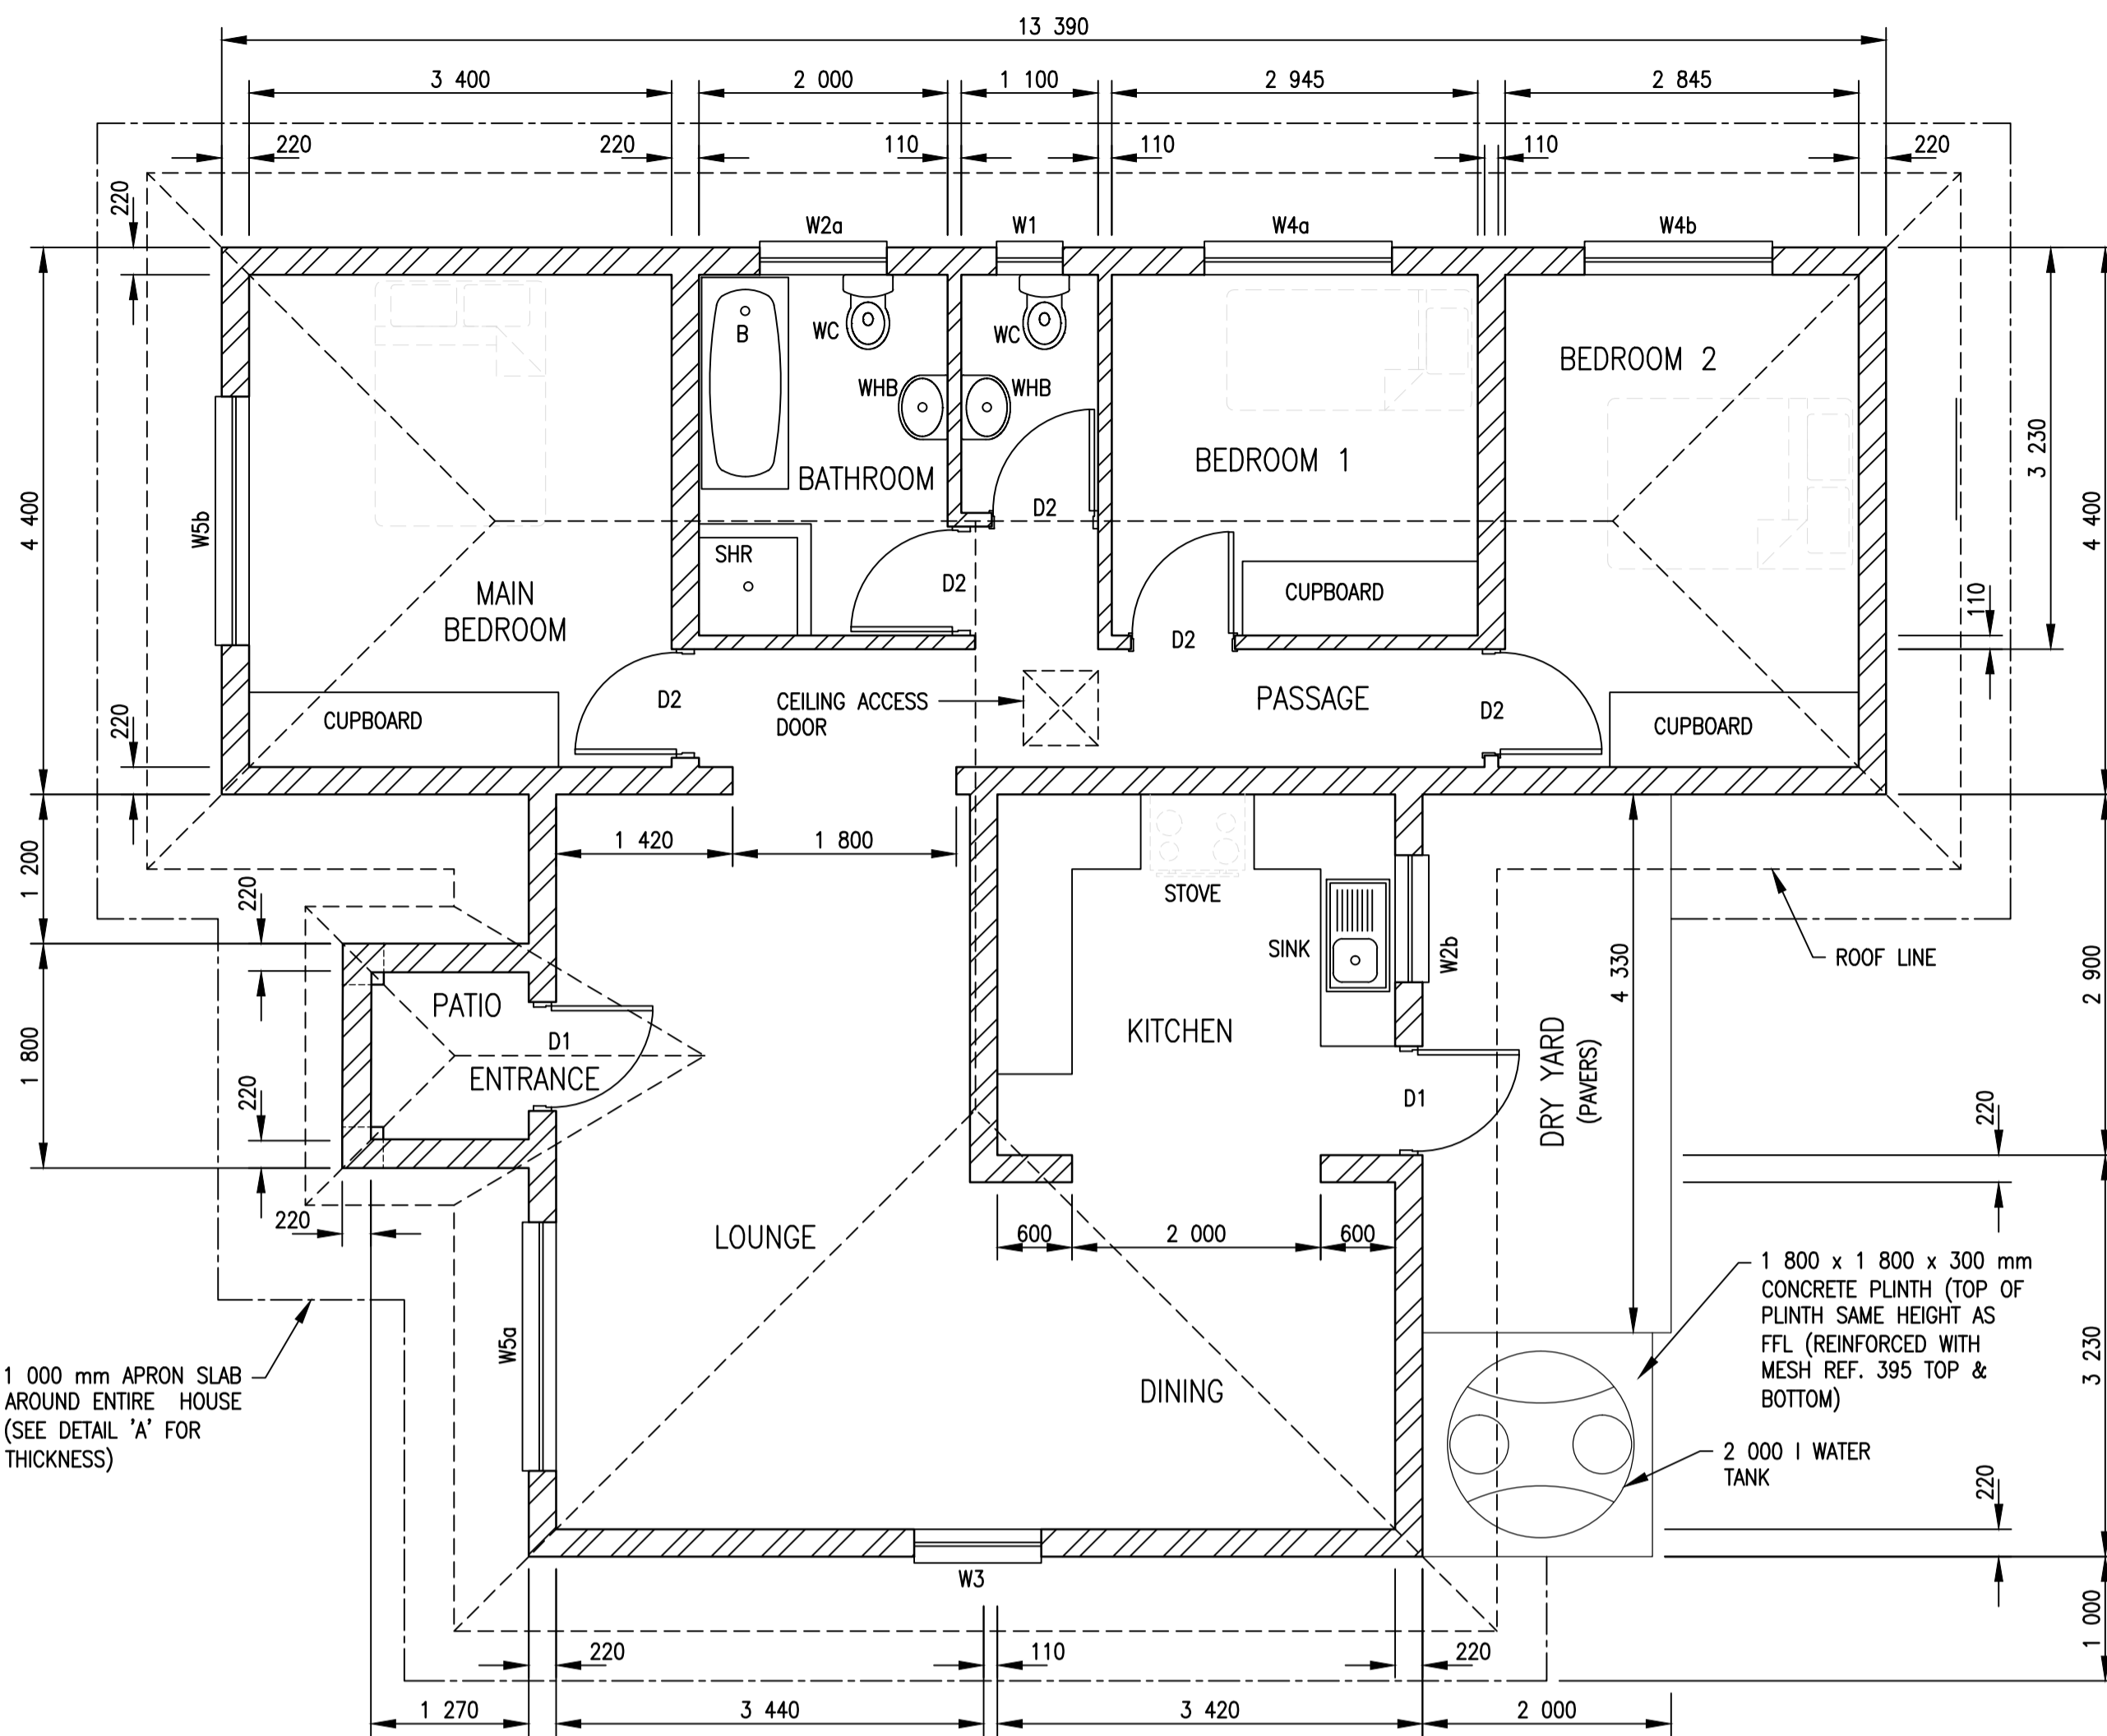 13 390
3 400
2 000
1 100
2 945
2 845
220
220
110
110
110
220
220
W2a
W1
W4a
W4b
B
WC
WC
BEDROOM 2
WHB
WHB
BEDROOM 1
3 230
BATHROOM
D2
4 400
W5b
4 400
SHR
D2
MAIN
BEDROOM
CUPBOARD
110
D2
D2
CEILING ACCESS
DOOR
PASSAGE
D2
220
CUPBOARD
CUPBOARD
1 420
1 800
1 200
220
STOVE
SINK
W2b
ROOF LINE
4 330
2 900
PATIO
D1
ENTRANCE
KITCHEN
1 800
220
D1
DRY YARD
(PAVERS)
220
220
LOUNGE
600
2 000
600
1 800 x 1 800 x 300 mm
CONCRETE PLINTH (TOP OF
PLINTH SAME HEIGHT AS
FFL (REINFORCED WITH
MESH REF. 395 TOP &
BOTTOM)
W5a
3 230
1 000 mm APRON SLAB
AROUND ENTIRE HOUSE
(SEE DETAIL 'A' FOR
THICKNESS)
DINING
2 000 l WATER
TANK
220
W3
1 000
220
110
220
1 270
3 440
3 420
2 000